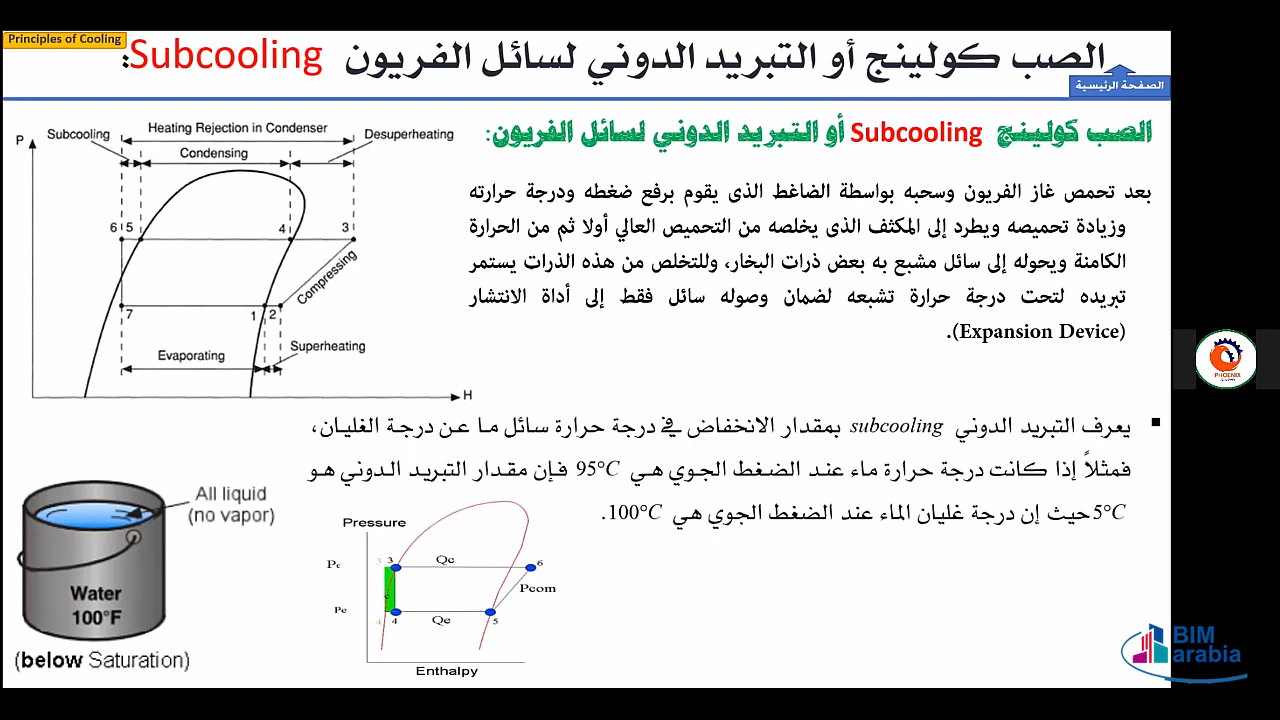 Principles of Cooling
الصب كولينج أو التبريد الدوني لسائل الفريون Subcooling:
الصفحة الرئيسية
الصب كولينج Subcooling أو التبريد الدوني لسائل الفريون:
بعد تحمص غاز الفريون وسحبه بواسطة الضاغط الذى يقوم برفع ضغطه ودرجة حرارته
وزيادة تحميصه ويطرد إلى المكثف الذى يخلصه من التحميص العالي أولا ثم من الحرارة
الكامنة ويحوله إلى سائل مشبع به بعض ذرات البخار، وللتخلص من هذه الذرات يستمر
تبريده لتحت درجة حرارة تشبعه لضمان وصوله سائل فقط إلى أداة الانتشار
(Expansion Device).
P
Subcooling
Heating Rejection in Condenser
Desuperheating
Condensing
6 5
4
3
Compressing
7
1
2
Evaporating
Superheating
H
▪ يعرف التبريد الدوني subcooling بمقدار الانخفاض في درجة حرارة سائل ما عن درجة الغليان،
فمثلاً إذا كانت درجة حرارة ماء عند الضغط الجوي هي 95°C فإن مقدار التبريد الدوني هو
5°C حيث إن درجة غليان الماء عند الضغط الجوي هي 100°C.
All liquid
(no vapor)
Water
100°F
(below Saturation)
Pressure
Pc
3
3
Qc
6
Pcom
Pe
4
4
Qe
5
Enthalpy
PHOENIX
BIM
arabia